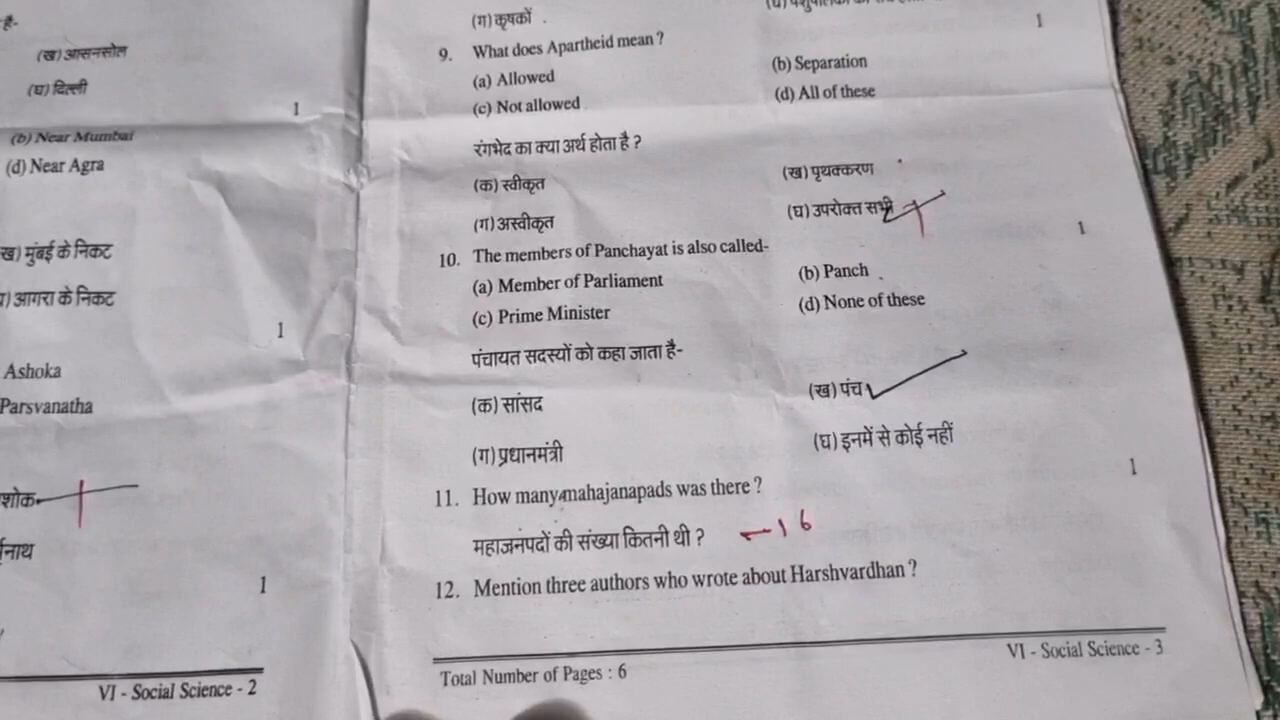 है-
(ख) आसनसोल
(घ) दिल्ली
1
(b) Near Mumbai
(d) Near Agra
ख) मुंबई के निकट
) आगरा के निकट
1
Ashoka
Parsvanatha
शोक
नाथ
1
VI - Social Science - 2
(ग) कृषकों
1
9. What does Apartheid mean ?
(a) Allowed (b) Separation
(c) Not allowed (d) All of these
रंगभेद का क्या अर्थ होता है ?
(क) स्वीकृत (ख) पृथक्करण
(ग) अस्वीकृत (घ) उपरोक्त सभी
10. The members of Panchayat is also called- 1
(a) Member of Parliament (b) Panch
(c) Prime Minister (d) None of these
पंचायत सदस्यों को कहा जाता है-
(क) सांसद (ख) पंच
(ग) प्रधानमंत्री (घ) इनमें से कोई नहीं
11. How many mahajanapads was there ? 1
महाजनपदों की संख्या कितनी थी ? - 16
12. Mention three authors who wrote about Harshvardhan ?
Total Number of Pages : 6 VI - Social Science - 3